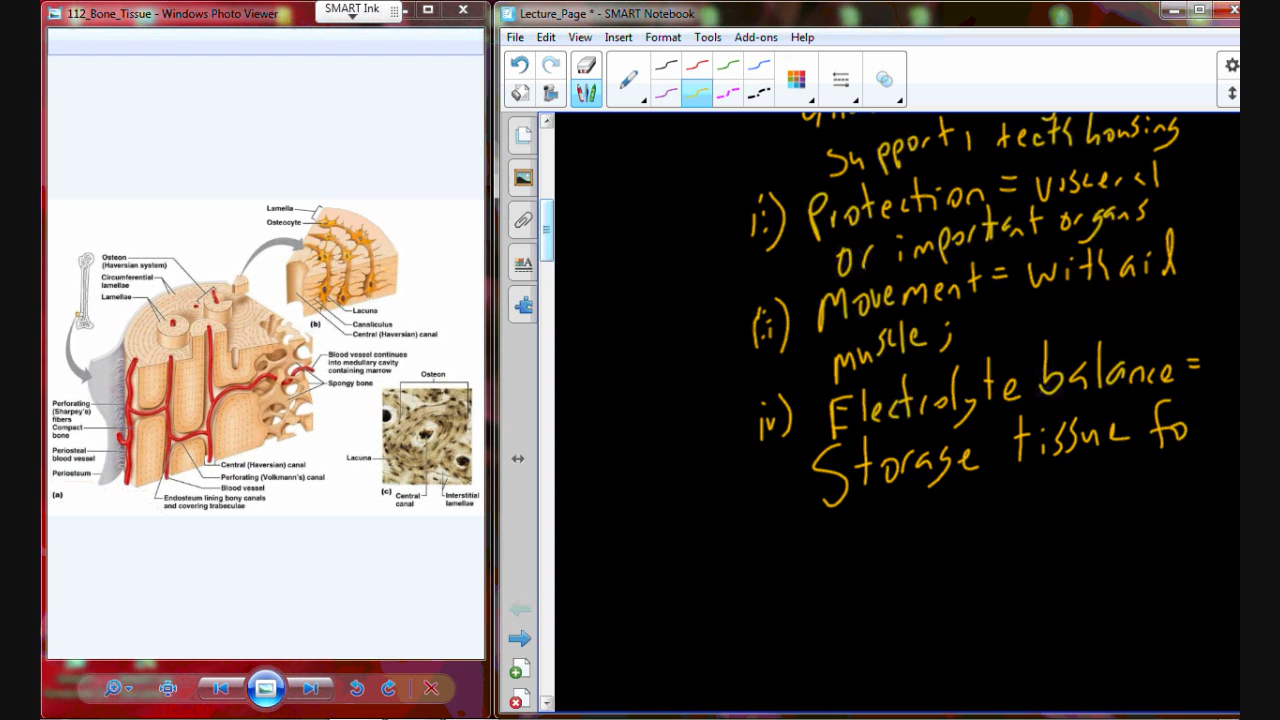 112_Bone_Tissue - Windows Photo Viewer
SMART Ink
Lecture_Page * - SMART Notebook
File Edit View Insert Format Tools Add-ons Help
Lamella
Osteocyte
Osteon
(Haversian system)
Circumferential
lamellae
Lamellae
Lacuna
Canaliculus
(b)
Central (Haversian) canal
Blood vessel continues
into medullary cavity
containing marrow
Spongy bone
Osteon
Perforating
(Sharpey's)
fibers
Compact
bone
Periosteal
blood vessel
Periosteum
Lacuna
Central (Haversian) canal
Perforating (Volkmann's) canal
Blood vessel
Endosteum lining bony canals
and covering trabeculae
(a)
(c)
Central
canal
Interstitial
lamellae
support, teeth housing
ii) Protection = visceral
or important organs
iii) Movement = with aid
muscle;
iv) Electrolyte balance =
Storage tissue fo